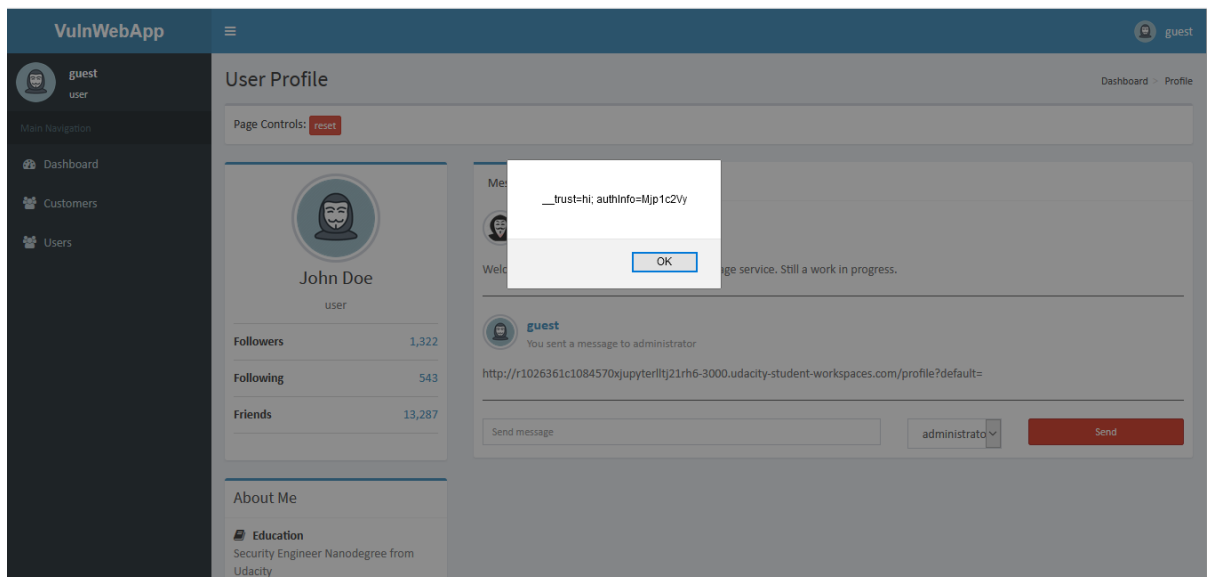 VulnWebApp
guest
guest
user
User Profile
Dashboard > Profile
Main Navigation
Page Controls: reset
Dashboard
Customers
Users
Mes
__trust=hi; authInfo=Mjp1c2Vy
OK
Welc
age service. Still a work in progress.
John Doe
user
Followers 1,322
Following 543
Friends 13,287
guest
You sent a message to administrator
http://r1026361c1084570xjupyterlltj21rh6-3000.udacity-student-workspaces.com/profile?default=
Send message
administrato
Send
About Me
Education
Security Engineer Nanodegree from
Udacity